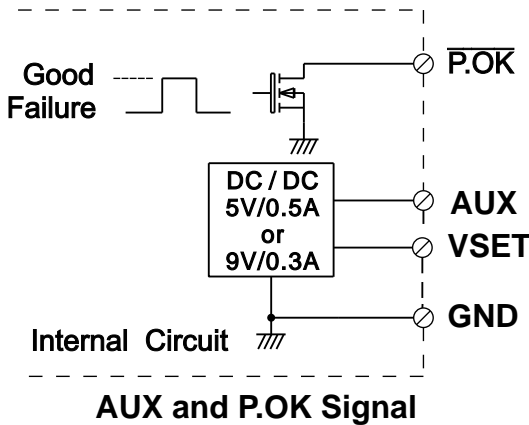 Good
Failure
P.OK
DC / DC
5V/0.5A
or
9V/0.3A
AUX
VSET
GND
Internal Circuit
AUX and P.OK Signal